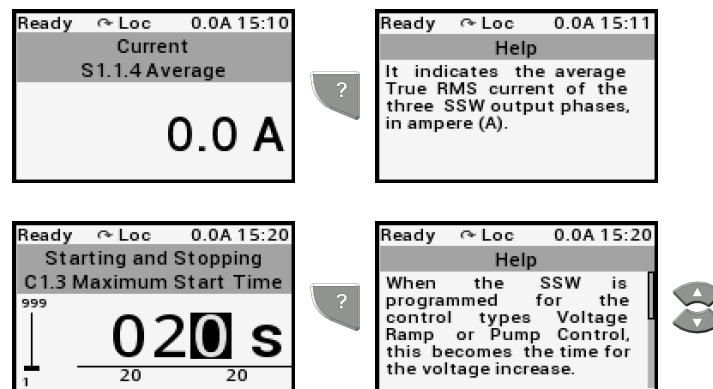 Ready Loc 0.0A 15:10
Current
S1.1.4 Average
0.0 A
?
Ready Loc 0.0A 15:11
Help
It indicates the average
True RMS current of the
three SSW output phases,
in ampere (A).
Ready Loc 0.0A 15:20
Starting and Stopping
C1.3 Maximum Start Time
999
020 s
1
20 20
?
Ready Loc 0.0A 15:20
Help
When the SSW is
programmed for the
control types Voltage
Ramp or Pump Control,
this becomes the time for
the voltage increase.